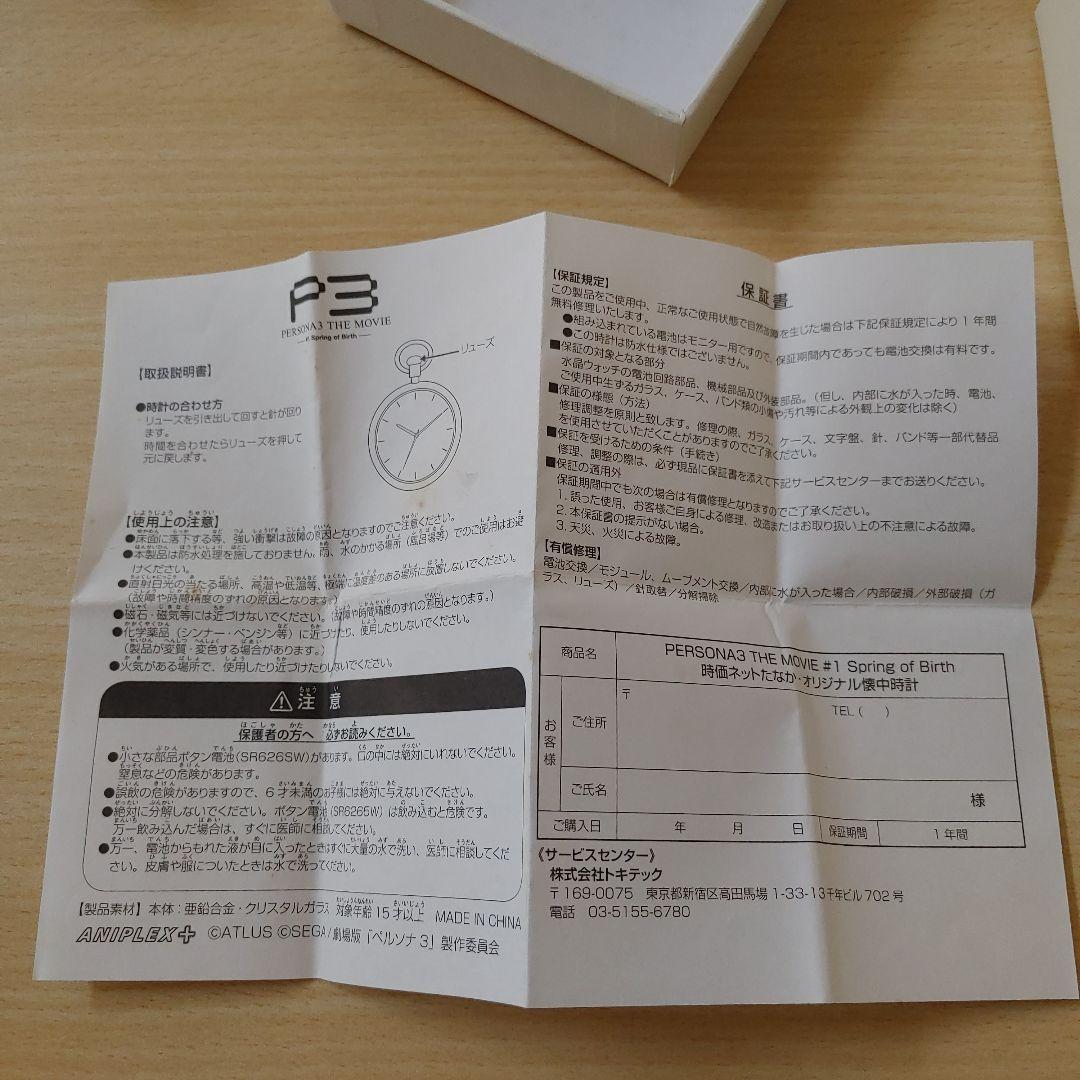 P3
PERSONA3 THE MOVIE
#1 Spring of Birth
【取扱説明書】
リューズ
●時計の合わせ方
リューズを引き出して回すと針が回り
ます。
時間を合わせたらリューズを押して
元に戻します。
【使用上の注意】
●床面に落下する等、強い衝撃は故障の原因となりますのでご注意ください。
●本製品は防水処理を施しておりません。雨、水のかかる場所（風呂場等）でのご使用はお避
けください。
●直射日光の当たる場所、高温や低温等、極端に温度差のある場所に放置しないでください。
（故障や時間精度のずれの原因となります。）
●磁石・磁気等には近づけないでください。（故障や時間精度のずれの原因となります。）
●化学薬品（シンナー・ベンジン等）に近づけたり、使用したりしないでください。
（製品が変質・変色する場合があります。）
●火気がある場所で、使用したり近づけたりしないでください。
注意
保護者の方へ 必ずお読みください。
●小さな部品ボタン電池(SR626SW)があります。口の中には絶対にいれないでください。
窒息などの危険があります。
●誤飲の危険がありますので、6才未満のお子様には絶対に与えないでください。
●絶対に分解しないでください。ボタン電池(SR626SW)は飲み込むと危険です。
万一飲み込んだ場合は、すぐに医師に相談してください。
●万一、電池からもれた液が目に入ったときはすぐに大量の水で洗い、医師に相談してくだ
さい。皮膚や服についたときは水で洗ってください。
【製品素材】本体：亜鉛合金・クリスタルガラス 対象年齢 15才以上 MADE IN CHINA
ANIPLEX+ ©ATLUS ©SEGA/劇場版「ペルソナ3」製作委員会
保証書
【保証規定】
この製品をご使用中、正常なご使用状態で自然故障を生じた場合は下記保証規定により1年間
無料修理いたします。
●組み込まれている電池はモニター用ですので、保証期間内であっても電池交換は有料です。
●この時計は防水仕様ではございません。
■保証の対象となる部分
水晶ウォッチの電池回路部品、機械部品及び外装部品。（但し、内部に水が入った時、電池、
ご使用中生ずるガラス、ケース、バンド類の小傷や汚れ等による外観上の変化は除く）
■保証の様態（方法）
修理調整を原則と致します。修理の際、ガラス、ケース、文字盤、針、バンド等一部代替品
を使用させていただくことがありますのでご了承ください。
■保証を受けるための条件（手続き）
修理、調整の際は、必ず現品に保証書を添えて下記サービスセンターまでお送りください。
■保証の適用外
保証期間中でも次の場合は有償修理となりますのでご了承ください。
1. 誤った使用、お客様ご自身による修理、改造またはお取り扱い上の不注意による故障。
2. 本保証書の提示がない場合。
3. 天災、火災による故障。
【有償修理】
電池交換／モジュール、ムーブメント交換／内部に水が入った場合／内部破損／外部破損（ガ
ラス、リューズ）／針取替／分解掃除
商品名 PERSONA3 THE MOVIE #1 Spring of Birth
時価ネットたなか・オリジナル懐中時計
お客様
ご住所 〒 TEL ( )
ご氏名 様
ご購入日 年 月 日 保証期間 1年間
《サービスセンター》
株式会社トキテック
〒169-0075 東京都新宿区高田馬場 1-33-13千年ビル702号
電話 03-5155-6780